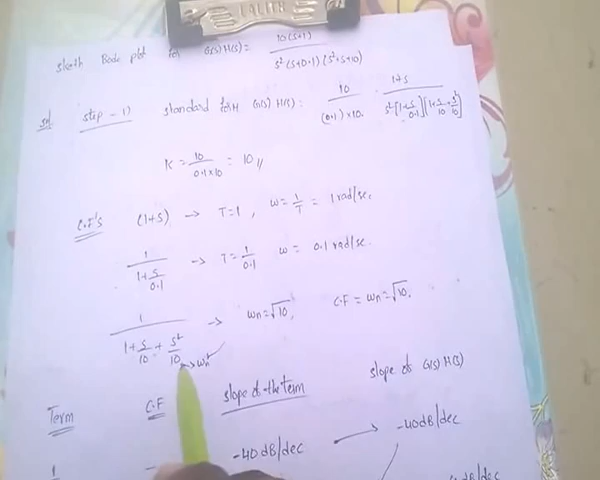 Sketch Bode plot for G(s)H(s) = 10(s+1) / s²(s+0.1)(s²+s+10)
Sol step-1) standard form G(s)H(s): 10 / (0.1)×10 · 1+s / s²[1+s/0.1][1+s/10+s²/10]
K = 10 / 0.1×10 = 10 //
C.F's (1+s) → T=1, ω = 1/T = 1 rad/sec
1 / 1+s/0.1 → T = 1/0.1 ω = 0.1 rad/sec.
1 / 1+s/10+s²/10 → ωn = √10, C.F = ωn = √10.
→ ωn²
Term C.F slope of the term slope of G(s)H(s)
-40dB/dec → -40dB/dec